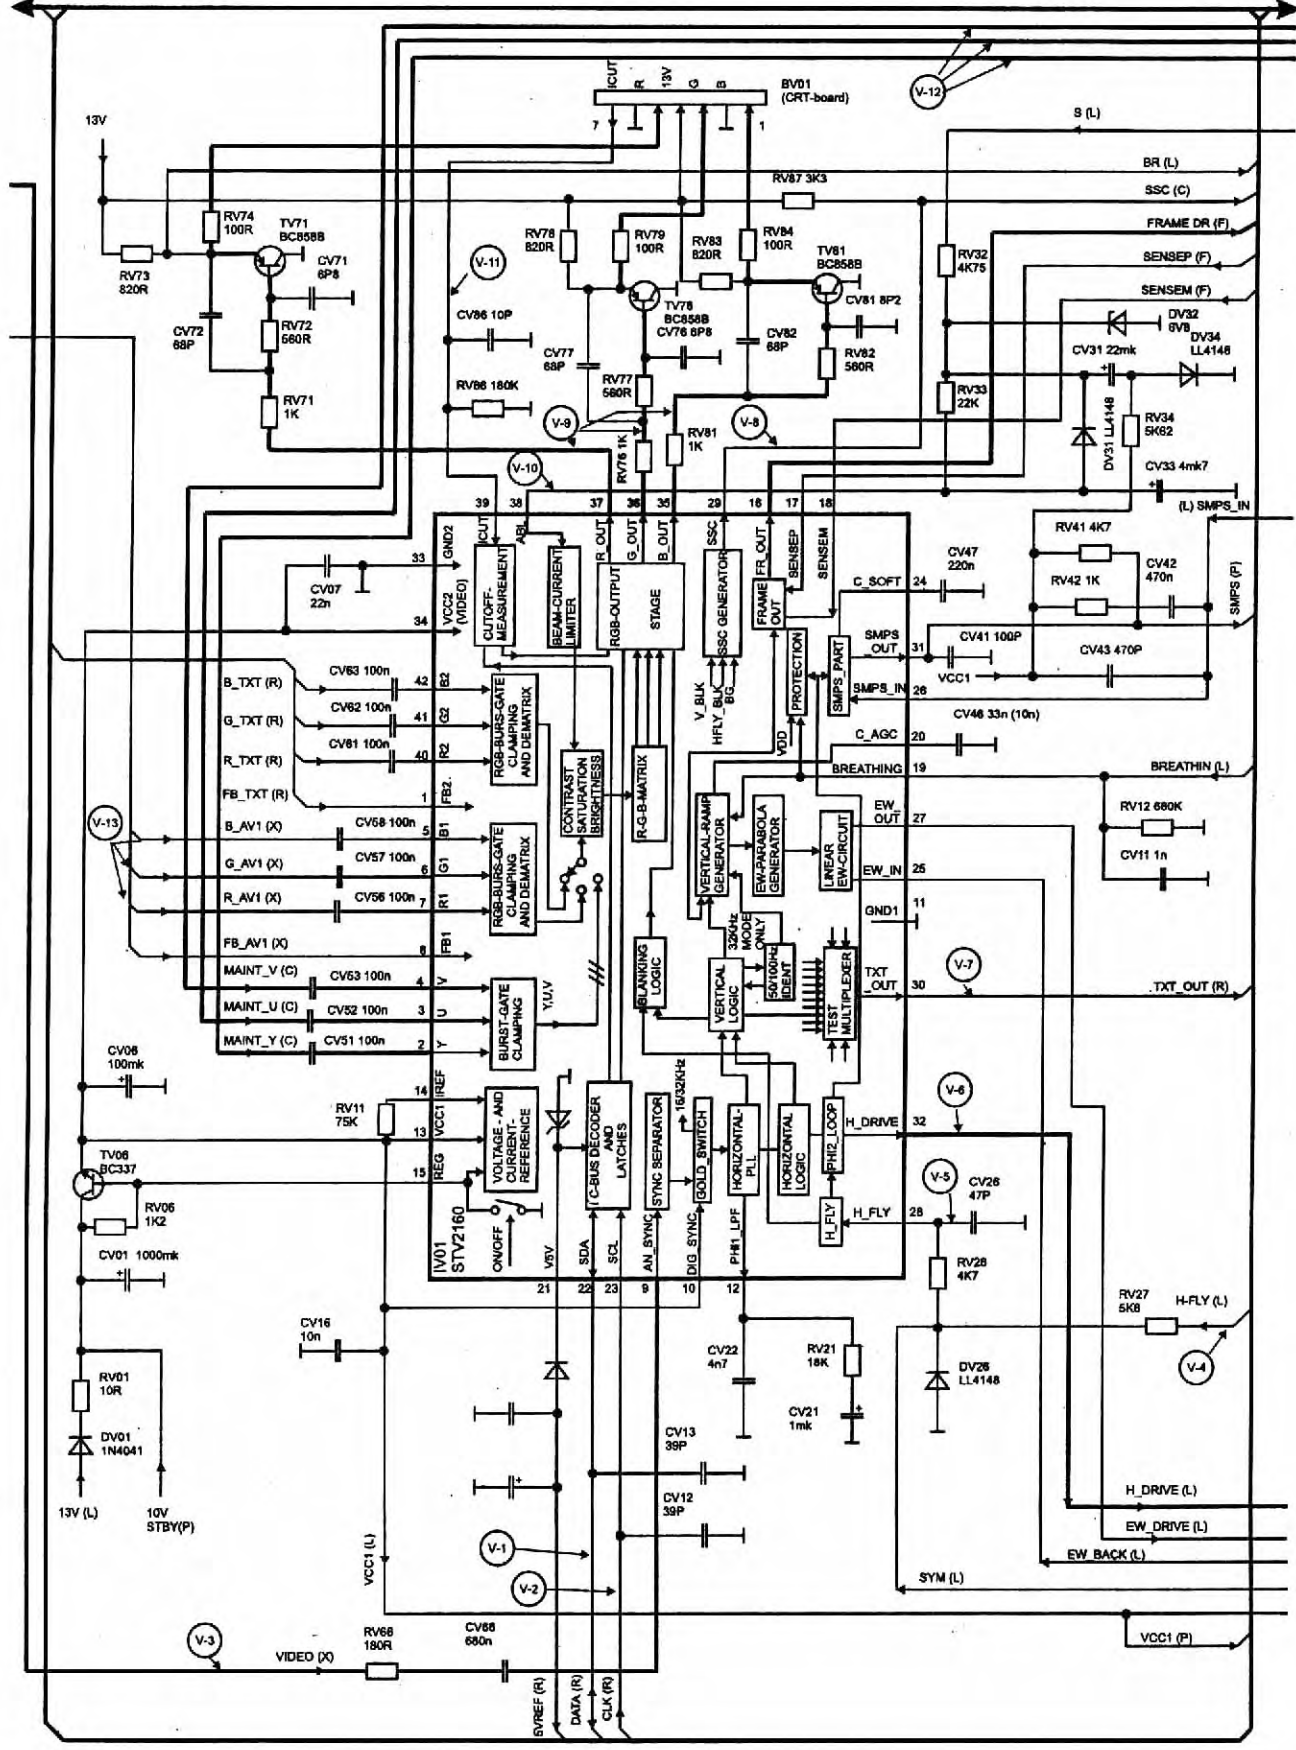 ICUT
R
13V
G
B
BV01
(CRT-board)
7
1
V-12
13V
S (L)
BR (L)
RV87 3K3
SSC (C)
RV74
100R
TV71
BC858B
RV78
820R
RV79
100R
RV83
820R
RV84
100R
TV81
BC858B
FRAME DR (F)
RV32
4K75
SENSEP (F)
RV73
820R
CV71
6P8
V-11
SENSEM (F)
CV72
68P
RV72
560R
CV86 10P
TV78
BC858B
CV76 6P8
CV77
68P
CV82
68P
CV81 8P2
RV82
560R
DV32
6V8
DV34
LL4148
CV31 22mk
RV86 180K
RV77
560R
RV71
1K
RV33
22K
DV31 LL4148
RV34
5K62
V-9
RV76 1K
RV81
1K
V-8
V-10
CV33 4mk7
39
38
37
36
35
29
16
17
18
(L) SMPS_IN
ICUT
ABL
R_OUT
G_OUT
B_OUT
SSC
FR_OUT
SENSEP
SENSEM
RV41 4K7
CV42
470n
RV42 1K
SMPS (P)
33
GND2
CV07
22n
34
VCC2
(VIDEO)
CUTOFF-
MEASUREMENT
BEAM-CURRENT
LIMITER
RGB-OUTPUT
STAGE
SSC GENERATOR
FRAME
OUT
PROTECTION
SMPS_PART
C_SOFT
24
CV47
220n
SMPS
_OUT
31
CV41 100P
CV43 470P
VCC1
SMPS_IN
26
V_BLK
HFLY_BLK
BG
VDD
B_TXT (R)
CV63 100n
42
B2
G_TXT (R)
CV62 100n
41
G2
R_TXT (R)
CV61 100n
40
R2
RGB-BURS-GATE
CLAMPING
AND DEMATRIX
CV46 33n (10n)
C_AGC
20
FB_TXT (R)
1
FB2.
CONTRAST
SATURATION
BRIGHTNESS
R-G-B-MATRIX
BREATHING
19
BREATHIN (L)
V-13
B_AV1 (X)
CV58 100n
5
B1
G_AV1 (X)
CV57 100n
6
G1
R_AV1 (X)
CV56 100n
7
R1
RGB-BURS-GATE
CLAMPING
AND DEMATRIX
VERTICAL-RAMP
GENERATOR
EW-PARABOLA
GENERATOR
LINEAR
EW-CIRCUIT
EW_
OUT
27
RV12 680K
EW_IN
25
CV11 1n
GND1
11
FB_AV1 (X)
8
FB1
32KHz
MODE
ONLY
MAINT_V (C)
CV53 100n
4
V
MAINT_U (C)
CV52 100n
3
U
MAINT_Y (C)
CV51 100n
2
Y
BURST-GATE
CLAMPING
Y,U,V
BLANKING
LOGIC
VERTICAL
LOGIC
50/100Hz
IDENT
TEST
MULTIPLEXER
TXT
_OUT
30
V-7
TXT_OUT (R)
CV06
100mk
RV11
75K
14
IREF
13
VCC1
15
REG
VOLTAGE - AND
CURRENT-
REFERENCE
I²C-BUS DECODER
AND
LATCHES
SYNC SEPARATOR
16/32KHz
GOLD_SWITCH
HORIZONTAL-
PLL
HORIZONTAL
LOGIC
PHI2_LOOP
H_DRIVE
32
V-6
TV06
BC337
RV06
1K2
V-5
CV26
47P
H_FLY
H_FLY
28
CV01 1000mk
IV01
STV2160
ON/OFF
V5V
SDA
SCL
AN_SYNC
DIG_SYNC
PHI1_LPF
21
22
23
9
10
12
RV28
4K7
RV27
5K6
H-FLY (L)
CV16
10n
V-4
RV01
10R
CV22
4n7
RV21
18K
DV26
LL4148
DV01
1N4041
CV21
1mk
CV13
39P
CV12
39P
13V (L)
10V
STBY(P)
VCC1 (L)
V-1
V-2
H_DRIVE (L)
EW_DRIVE (L)
EW_BACK (L)
SYM (L)
VCC1 (P)
V-3
VIDEO (X)
RV68
180R
CV68
680n
5VREF (R)
DATA (R)
CLK (R)